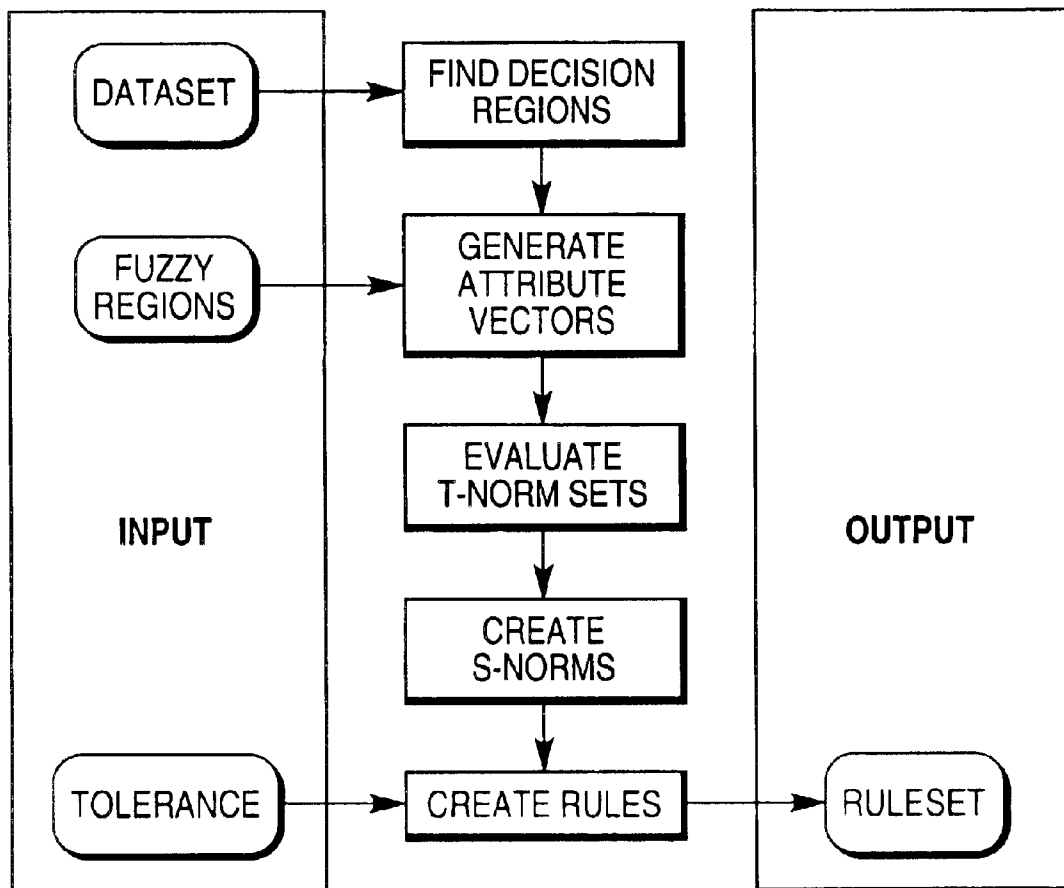 DATASET
FIND DECISION
REGIONS
FUZZY
REGIONS
GENERATE
ATTRIBUTE
VECTORS
EVALUATE
T-NORM SETS
INPUT
OUTPUT
CREATE
S-NORMS
TOLERANCE
CREATE RULES
RULESET